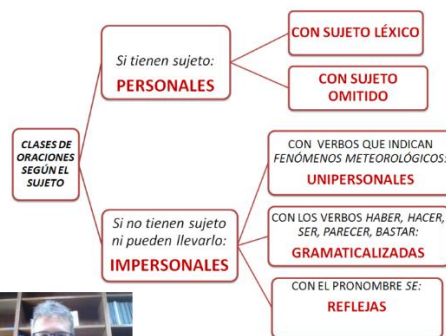 CLASES DE
ORACIONES
SEGÚN EL
SUJETO
Si tienen sujeto:
PERSONALES
CON SUJETO LÉXICO
CON SUJETO
OMITIDO
Si no tienen sujeto
ni pueden llevarlo:
IMPERSONALES
CON VERBOS QUE INDICAN
FENÓMENOS METEOROLÓGICOS:
UNIPERSONALES
CON LOS VERBOS HABER, HACER,
SER, PARECER, BASTAR:
GRAMATICALIZADAS
CON EL PRONOMBRE SE:
REFLEJAS